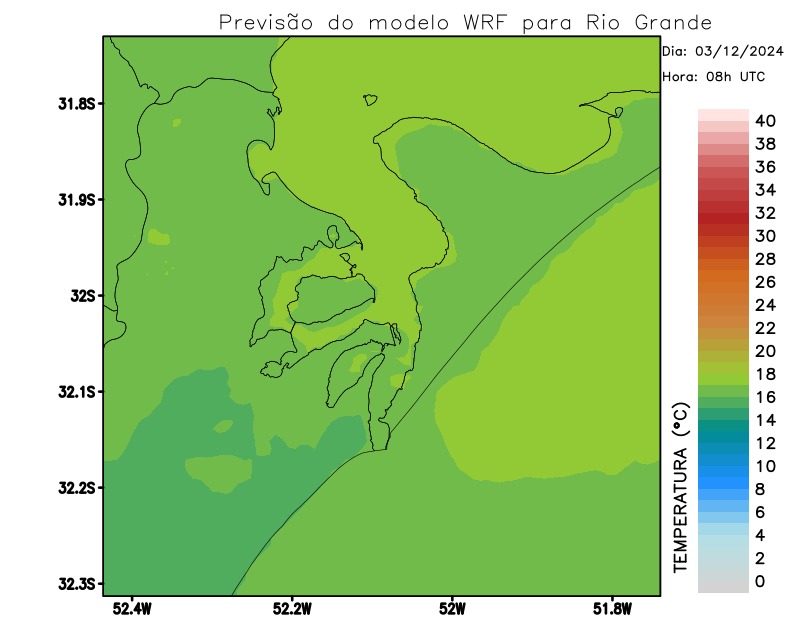 Previsão do modelo WRF para Rio Grande
Dia: 03/12/2024
Hora: 08h UTC
31.8S
31.9S
32S
32.1S
32.2S
32.3S
52.4W
52.2W
52W
51.8W
TEMPERATURA (°C)
40
38
36
34
32
30
28
26
24
22
20
18
16
14
12
10
8
6
4
2
0